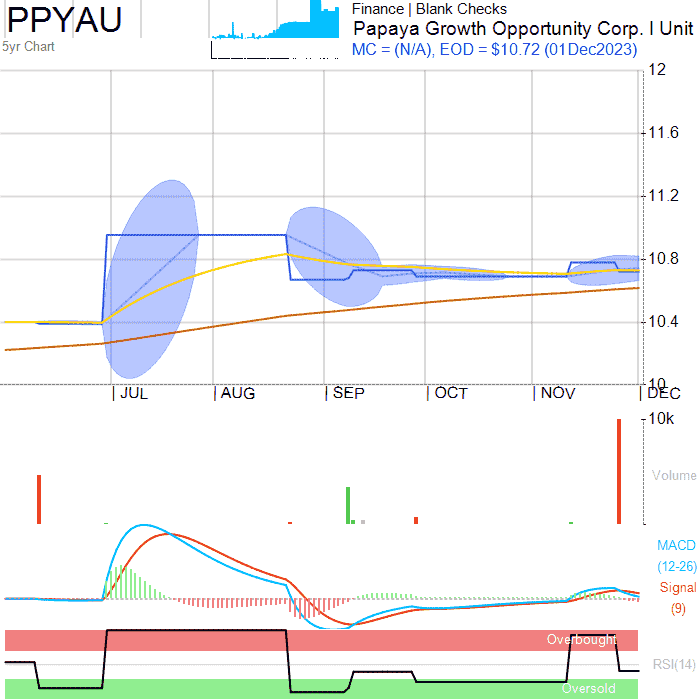 PPYAU
Finance | Blank Checks
Papaya Growth Opportunity Corp. I Unit
5yr Chart
MC = (N/A), EOD = $10.72 (01Dec2023)
12
11.6
11.2
10.8
10.4
10
JUL AUG SEP OCT NOV DEC
10k
Volume
MACD
(12-26)
Signal
(9)
Overbought
RSI(14)
Oversold